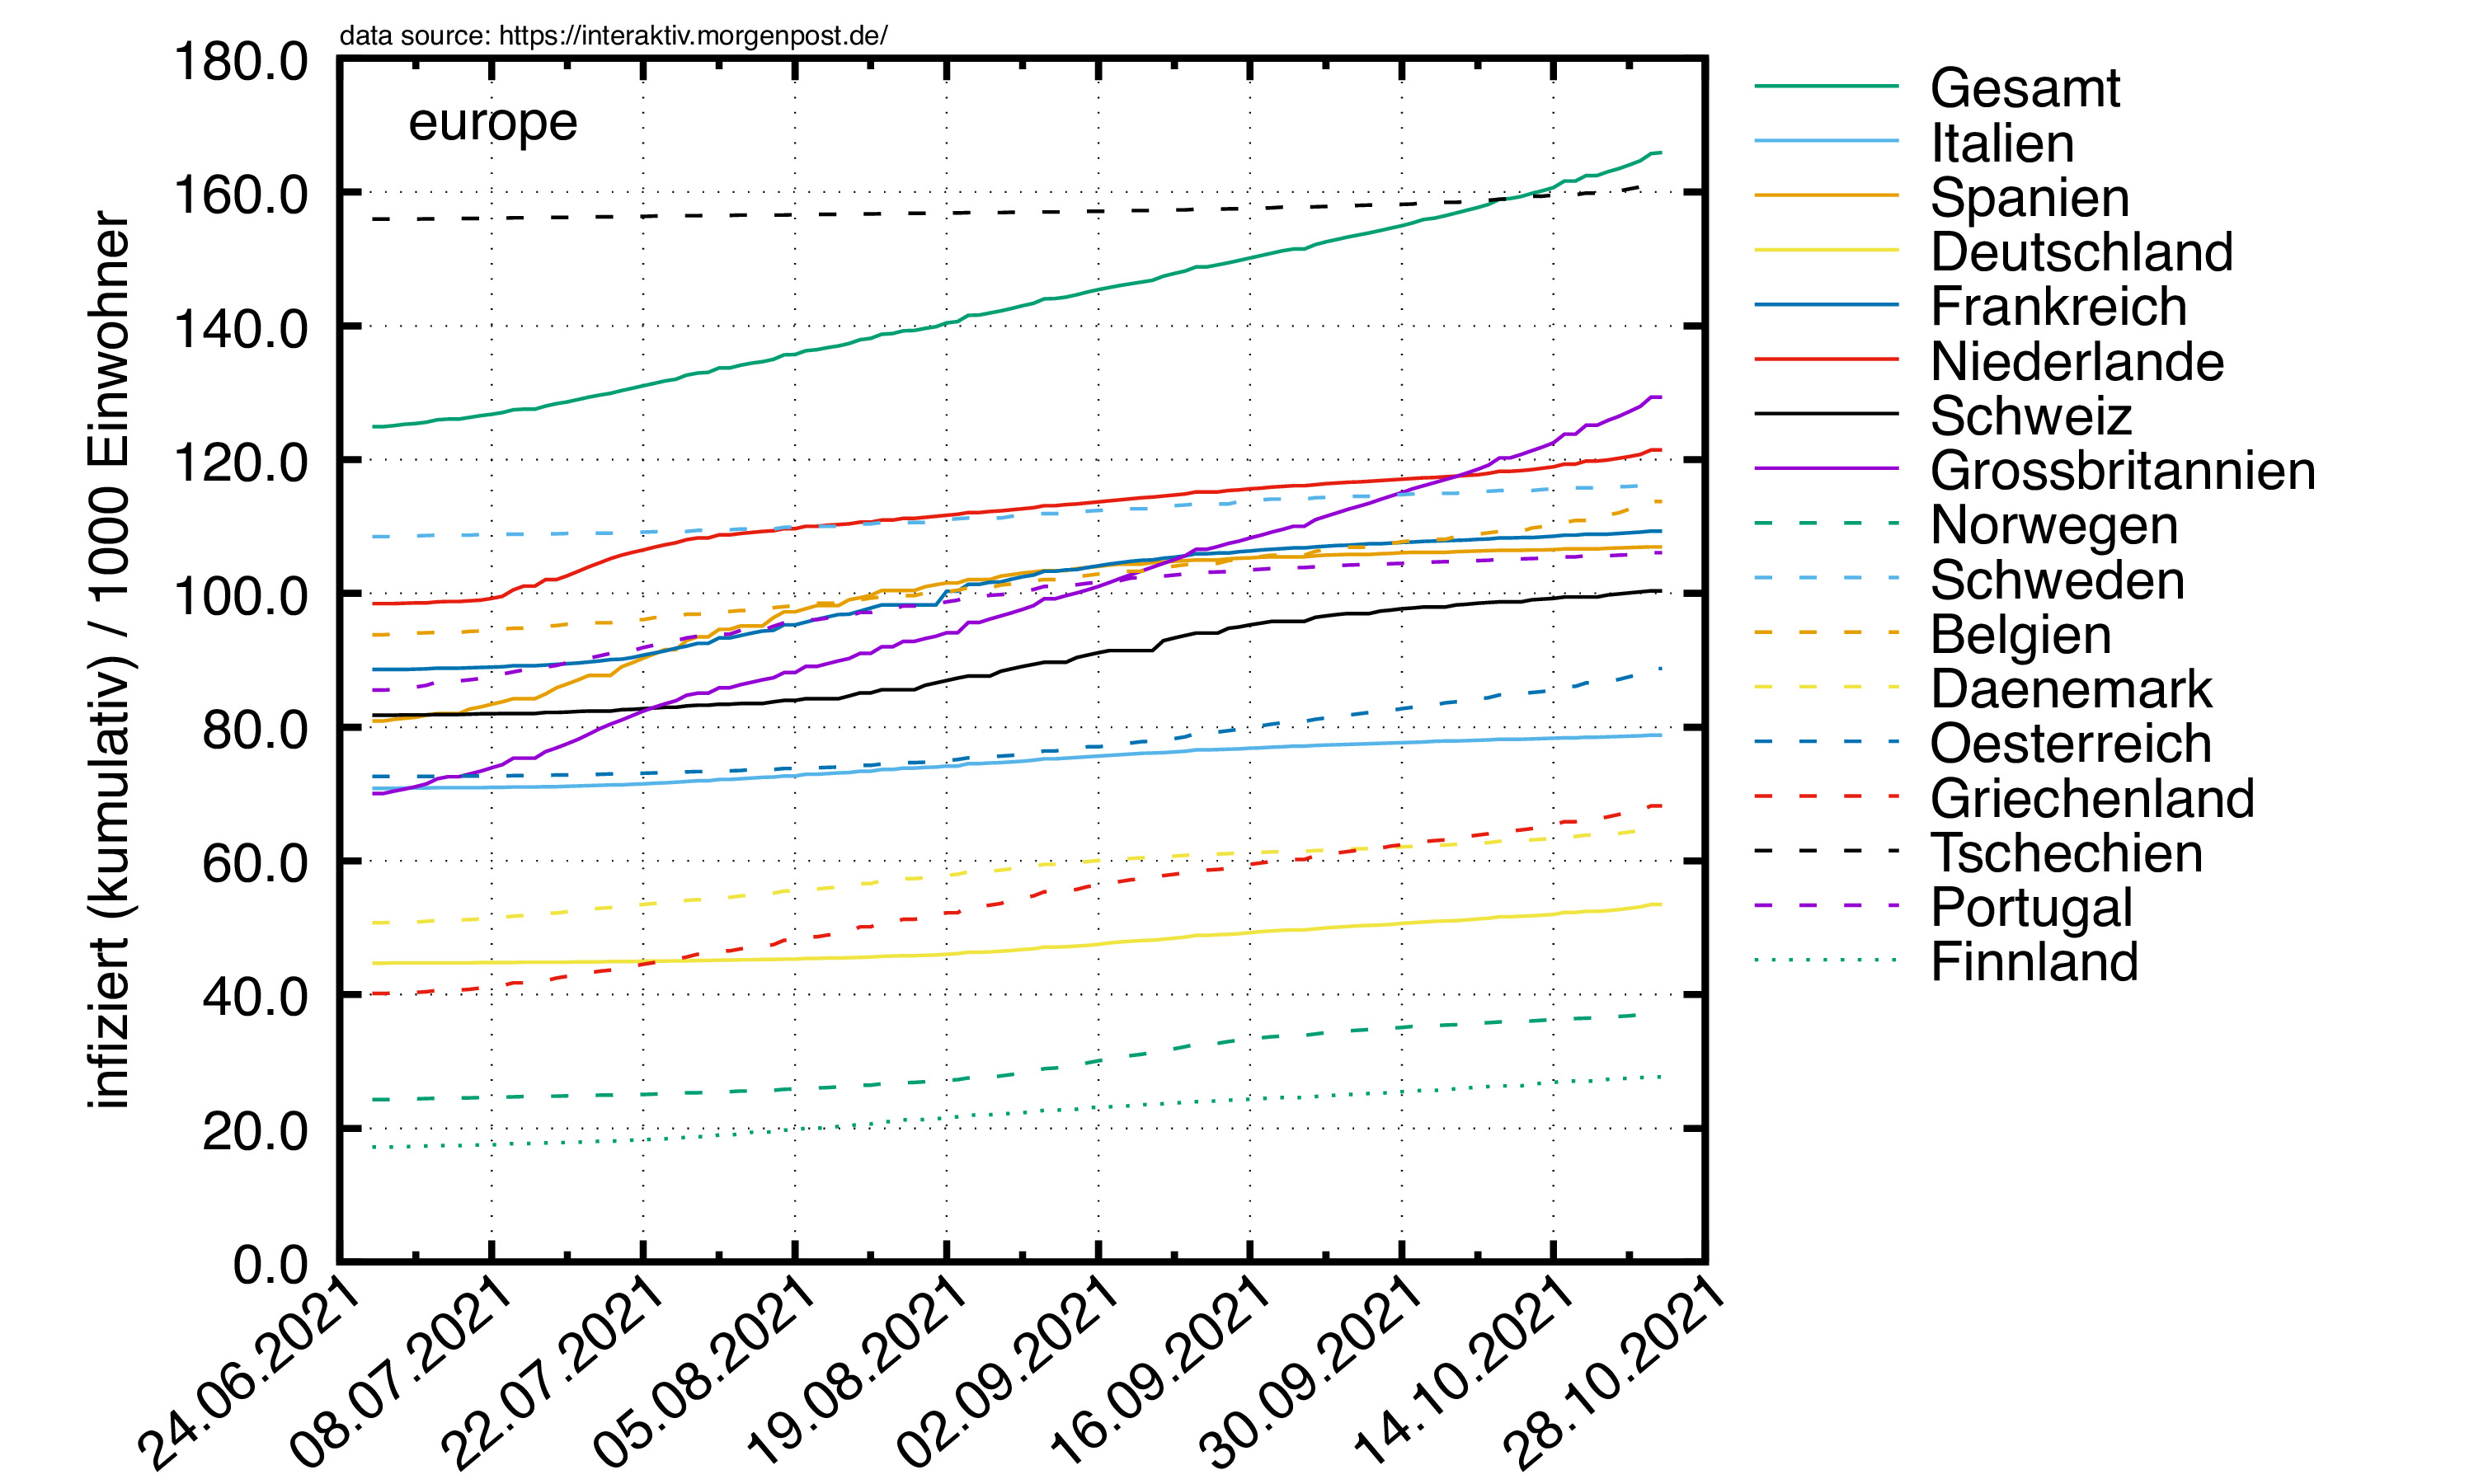 data source: https://interaktiv.morgenpost.de/
europe
infiziert (kumulativ) / 1000 Einwohner
180.0
160.0
140.0
120.0
100.0
80.0
60.0
40.0
20.0
0.0
24.06.2021
08.07.2021
22.07.2021
05.08.2021
19.08.2021
02.09.2021
16.09.2021
30.09.2021
14.10.2021
28.10.2021
Gesamt
Italien
Spanien
Deutschland
Frankreich
Niederlande
Schweiz
Grossbritannien
Norwegen
Schweden
Belgien
Daenemark
Oesterreich
Griechenland
Tschechien
Portugal
Finnland